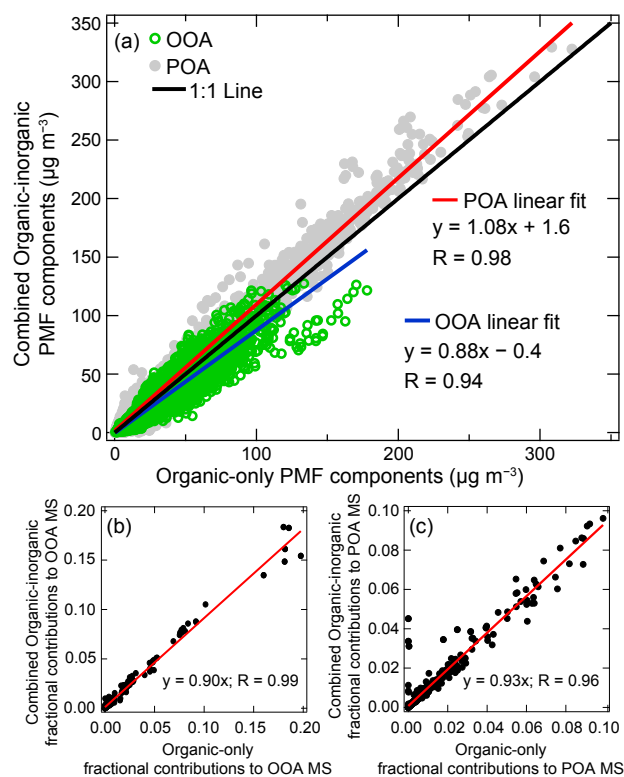 (a)
OOA
POA
1:1 Line
350
300
250
200
150
100
50
0
Combined Organic-inorganic
PMF components (µg m⁻³)
POA linear fit
y = 1.08x + 1.6
R = 0.98
OOA linear fit
y = 0.88x − 0.4
R = 0.94
0 100 200 300
Organic-only PMF components (µg m⁻³)
(b)
0.20
0.15
0.10
0.05
0.00
Combined Organic-inorganic
fractional contributions to OOA MS
y = 0.90x; R = 0.99
0.00 0.05 0.10 0.15 0.20
Organic-only
fractional contributions to OOA MS
(c)
0.10
0.08
0.06
0.04
0.02
0.00
Combined Organic-inorganic
fractional contributions to POA MS
y = 0.93x; R = 0.96
0.00 0.02 0.04 0.06 0.08 0.10
Organic-only
fractional contributions to POA MS